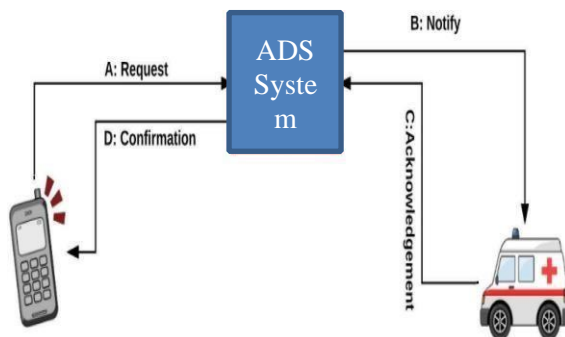 B: Notify
ADS
Syste
m
A: Request
D: Confirmation
C:Acknowledgement